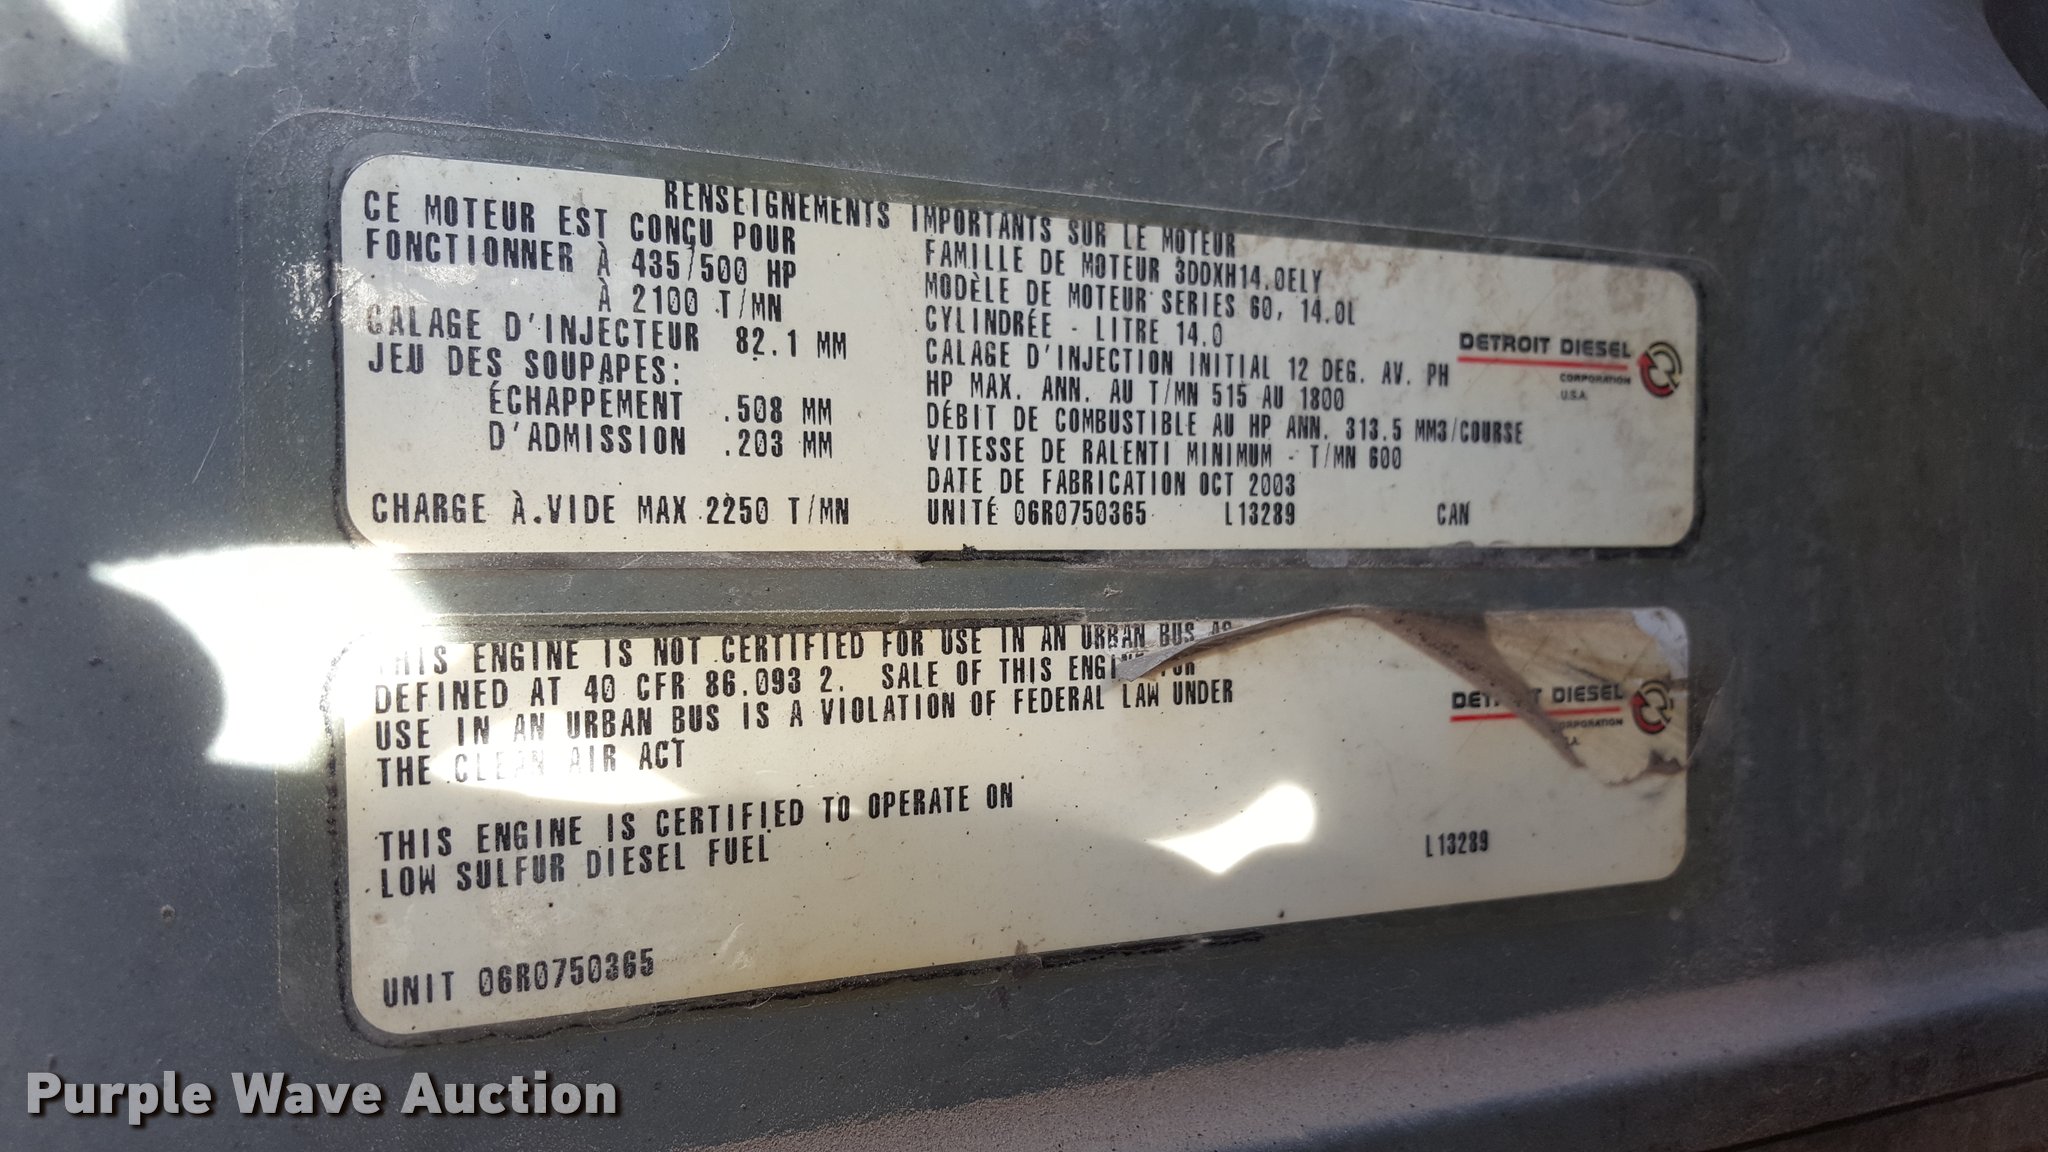 RENSEIGNEMENTS IMPORTANTS SUR LE MOTEUR
CE MOTEUR EST CONÇU POUR
FONCTIONNER À 435/500 HP
À 2100 T/MN
CALAGE D'INJECTEUR 82.1 MM
JEU DES SOUPAPES:
ÉCHAPPEMENT .508 MM
D'ADMISSION .203 MM
CHARGE À.VIDE MAX 2250 T/MN
FAMILLE DE MOTEUR 3DDXH14.0ELY
MODÈLE DE MOTEUR SERIES 60, 14.0L
CYLINDRÉE - LITRE 14.0
CALAGE D'INJECTION INITIAL 12 DEG. AV. PH
HP MAX. ANN. AU T/MN 515 AU 1800
DÉBIT DE COMBUSTIBLE AU HP ANN. 313.5 MM3/COURSE
VITESSE DE RALENTI MINIMUM - T/MN 600
DATE DE FABRICATION OCT 2003
UNITÉ 06R0750365 L13289 CAN
DETROIT DIESEL
CORPORATION
U.S.A.
THIS ENGINE IS NOT CERTIFIED FOR USE IN AN URBAN BUS AS
DEFINED AT 40 CFR 86.093 2. SALE OF THIS ENGINE FOR
USE IN AN URBAN BUS IS A VIOLATION OF FEDERAL LAW UNDER
THE CLEAN AIR ACT
THIS ENGINE IS CERTIFIED TO OPERATE ON
LOW SULFUR DIESEL FUEL
UNIT 06R0750365
DETROIT DIESEL
CORPORATION
L13289
Purple Wave Auction